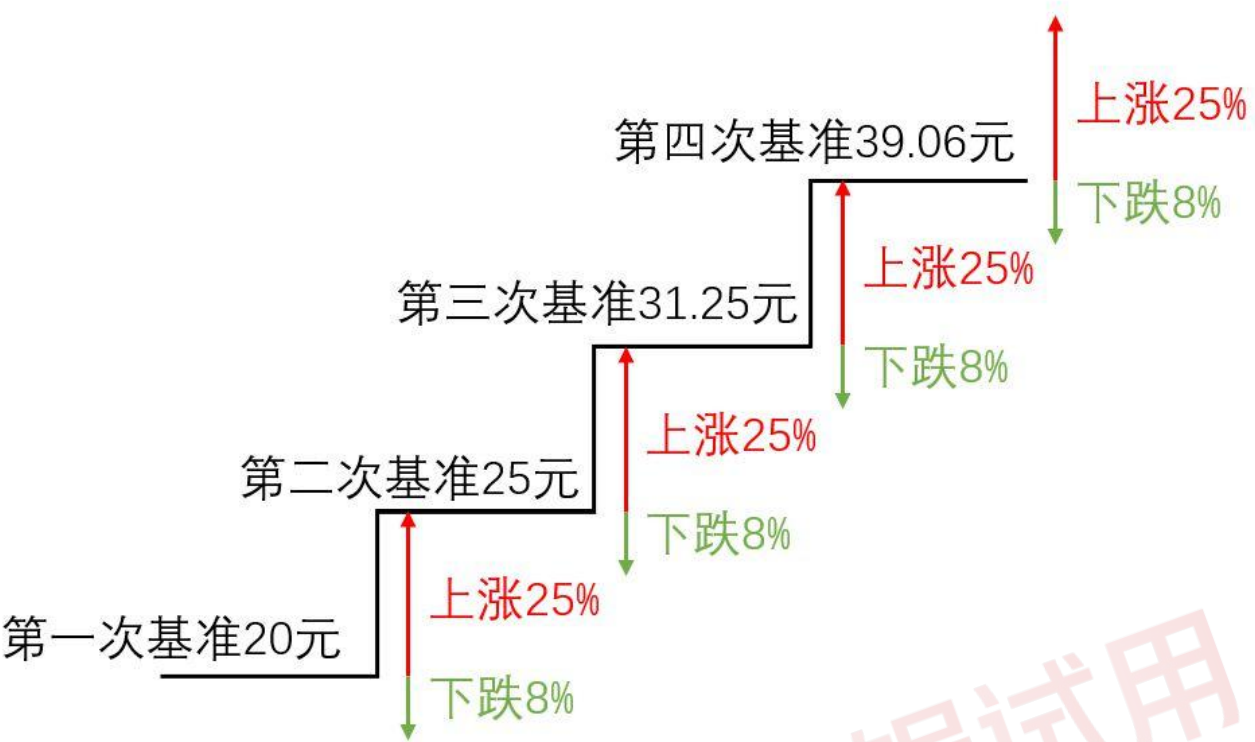 上涨25%
第四次基准39.06元
下跌8%
上涨25%
第三次基准31.25元
下跌8%
上涨25%
第二次基准25元
下跌8%
上涨25%
第一次基准20元
下跌8%
试用